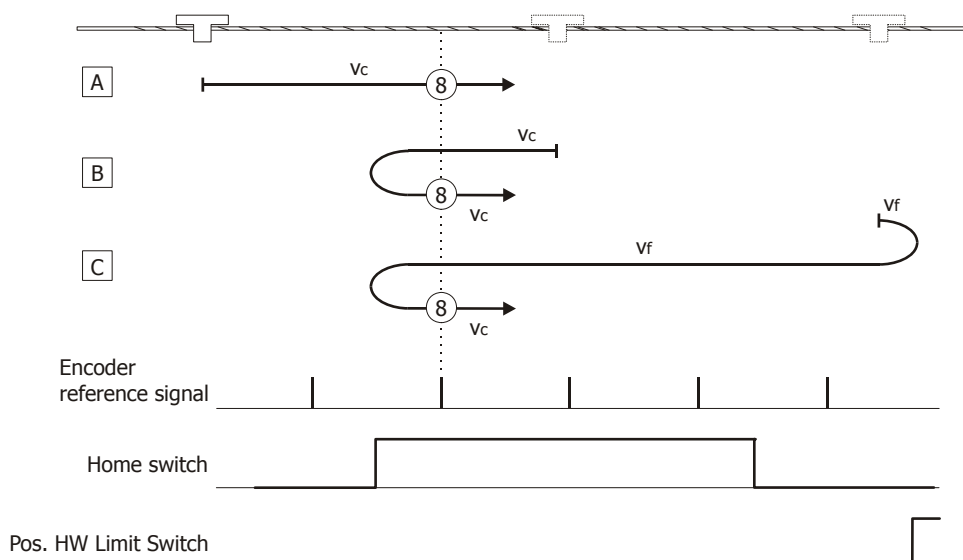 A
Vc
8
Vc
B
8
Vc
Vf
Vf
C
8
Vc
Encoder
reference signal
Home switch
Pos. HW Limit Switch